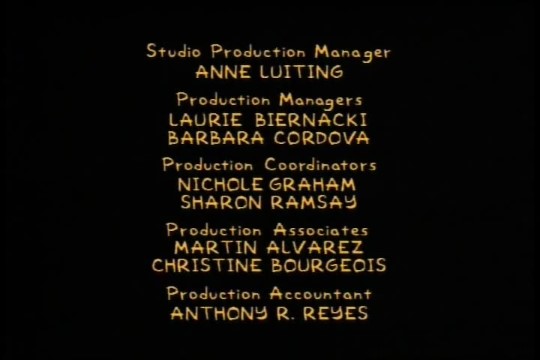 Studio Production Manager
ANNE LUITING
Production Managers
LAURIE BIERNACKI
BARBARA CORDOVA
Production Coordinators
NICHOLE GRAHAM
SHARON RAMSAY
Production Associates
MARTIN ALVAREZ
CHRISTINE BOURGEOIS
Production Accountant
ANTHONY R. REYES